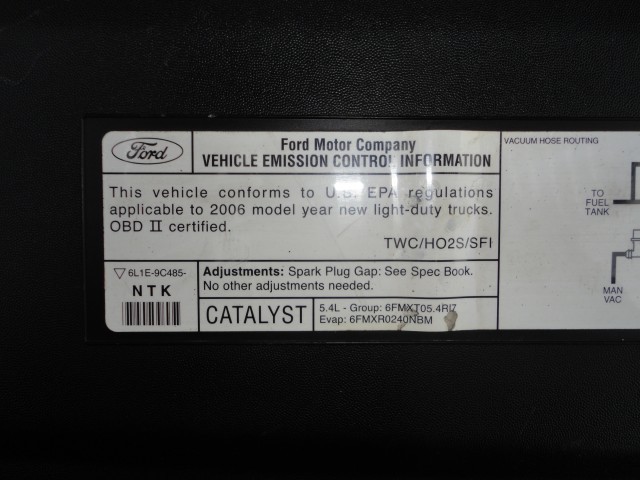 Ford
Ford Motor Company
VEHICLE EMISSION CONTROL INFORMATION
This vehicle conforms to U.S. EPA regulations
applicable to 2006 model year new light-duty trucks.
OBD II certified.
TWC/HO2S/SFI
6L1E-9C485-
NTK
Adjustments: Spark Plug Gap: See Spec Book.
No other adjustments needed.
CATALYST
5.4L - Group: 6FMXT05.4RI7
Evap: 6FMXR0240NBM
VACUUM HOSE ROUTING
TO
FUEL
TANK
MAN
VAC